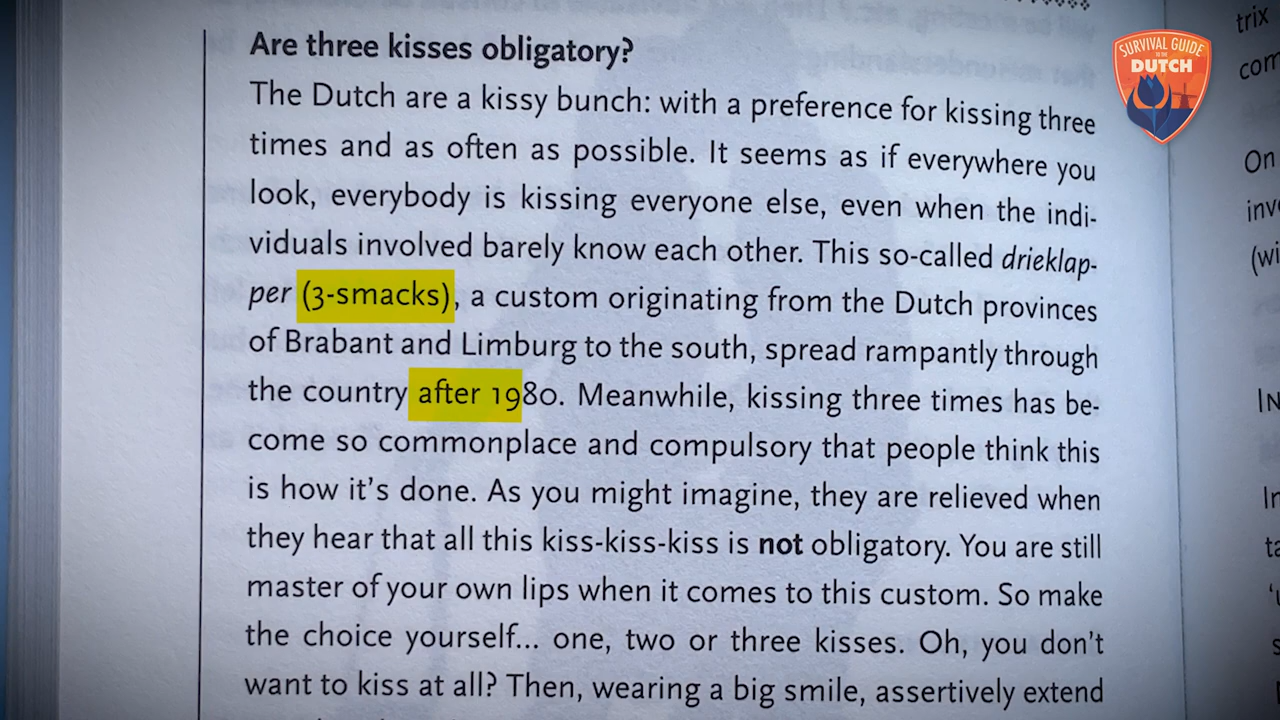 Are three kisses obligatory?
The Dutch are a kissy bunch: with a preference for kissing three
times and as often as possible. It seems as if everywhere you
look, everybody is kissing everyone else, even when the indi-
viduals involved barely know each other. This so-called drieklap-
per (3-smacks), a custom originating from the Dutch provinces
of Brabant and Limburg to the south, spread rampantly through
the country after 1980. Meanwhile, kissing three times has be-
come so commonplace and compulsory that people think this
is how it's done. As you might imagine, they are relieved when
they hear that all this kiss-kiss-kiss is not obligatory. You are still
master of your own lips when it comes to this custom. So make
the choice yourself... one, two or three kisses. Oh, you don't
want to kiss at all? Then, wearing a big smile, assertively extend
SURVIVAL GUIDE
TO THE
DUTCH
trix
On